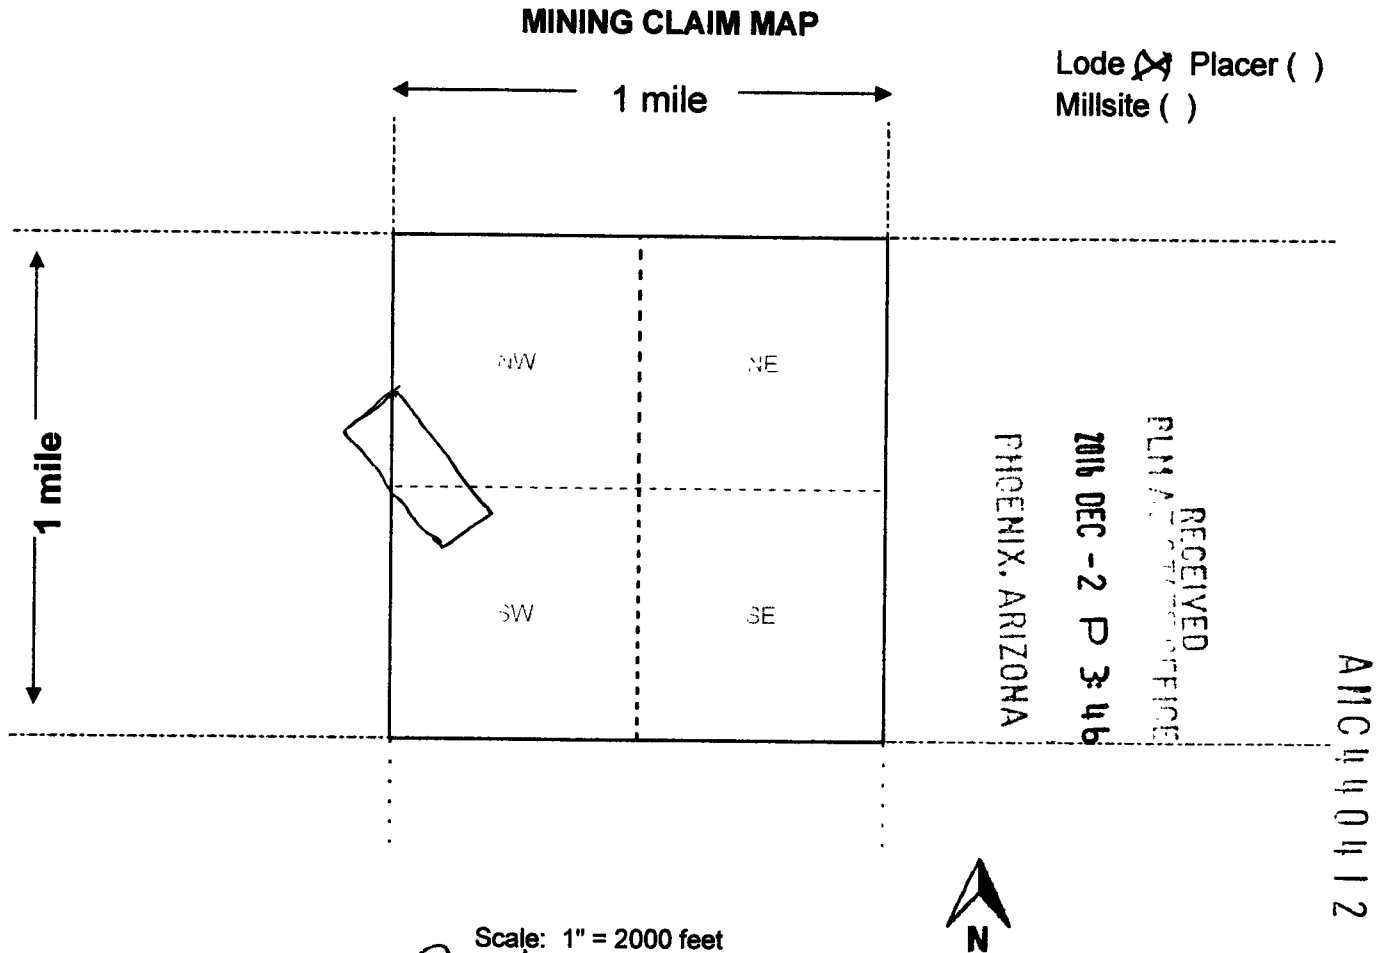 MINING CLAIM MAP
Lode (X) Placer ( )
Millsite ( )
1 mile
1 mile
NW
NE
SW
SE
RECEIVED
OFFICE
2016 DEC -2 P 3:46
PHOENIX, ARIZONA
AMC440412
Scale: 1" = 2000 feet
N